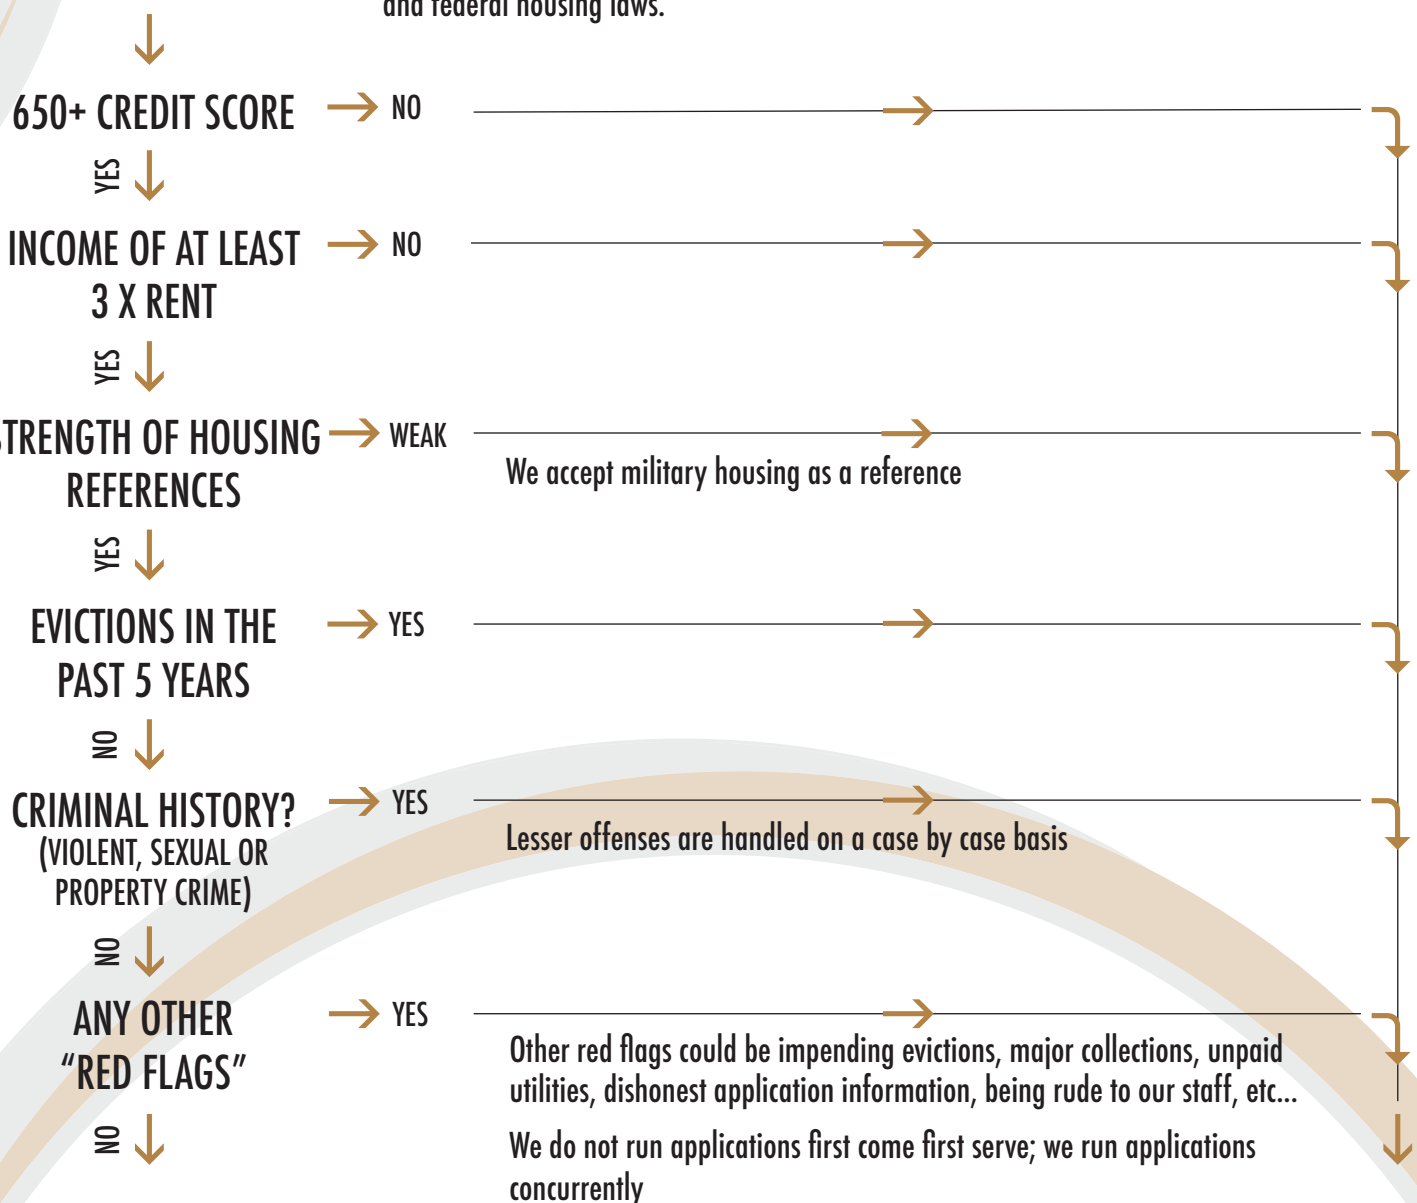 and federal housing laws.
650+ CREDIT SCORE
NO
YES
INCOME OF AT LEAST
3 X RENT
NO
YES
STRENGTH OF HOUSING
REFERENCES
WEAK
We accept military housing as a reference
YES
EVICTIONS IN THE
PAST 5 YEARS
YES
NO
CRIMINAL HISTORY?
(VIOLENT, SEXUAL OR
PROPERTY CRIME)
YES
Lesser offenses are handled on a case by case basis
NO
ANY OTHER
“RED FLAGS”
YES
Other red flags could be impending evictions, major collections, unpaid
utilities, dishonest application information, being rude to our staff, etc...
We do not run applications first come first serve; we run applications
concurrently
NO